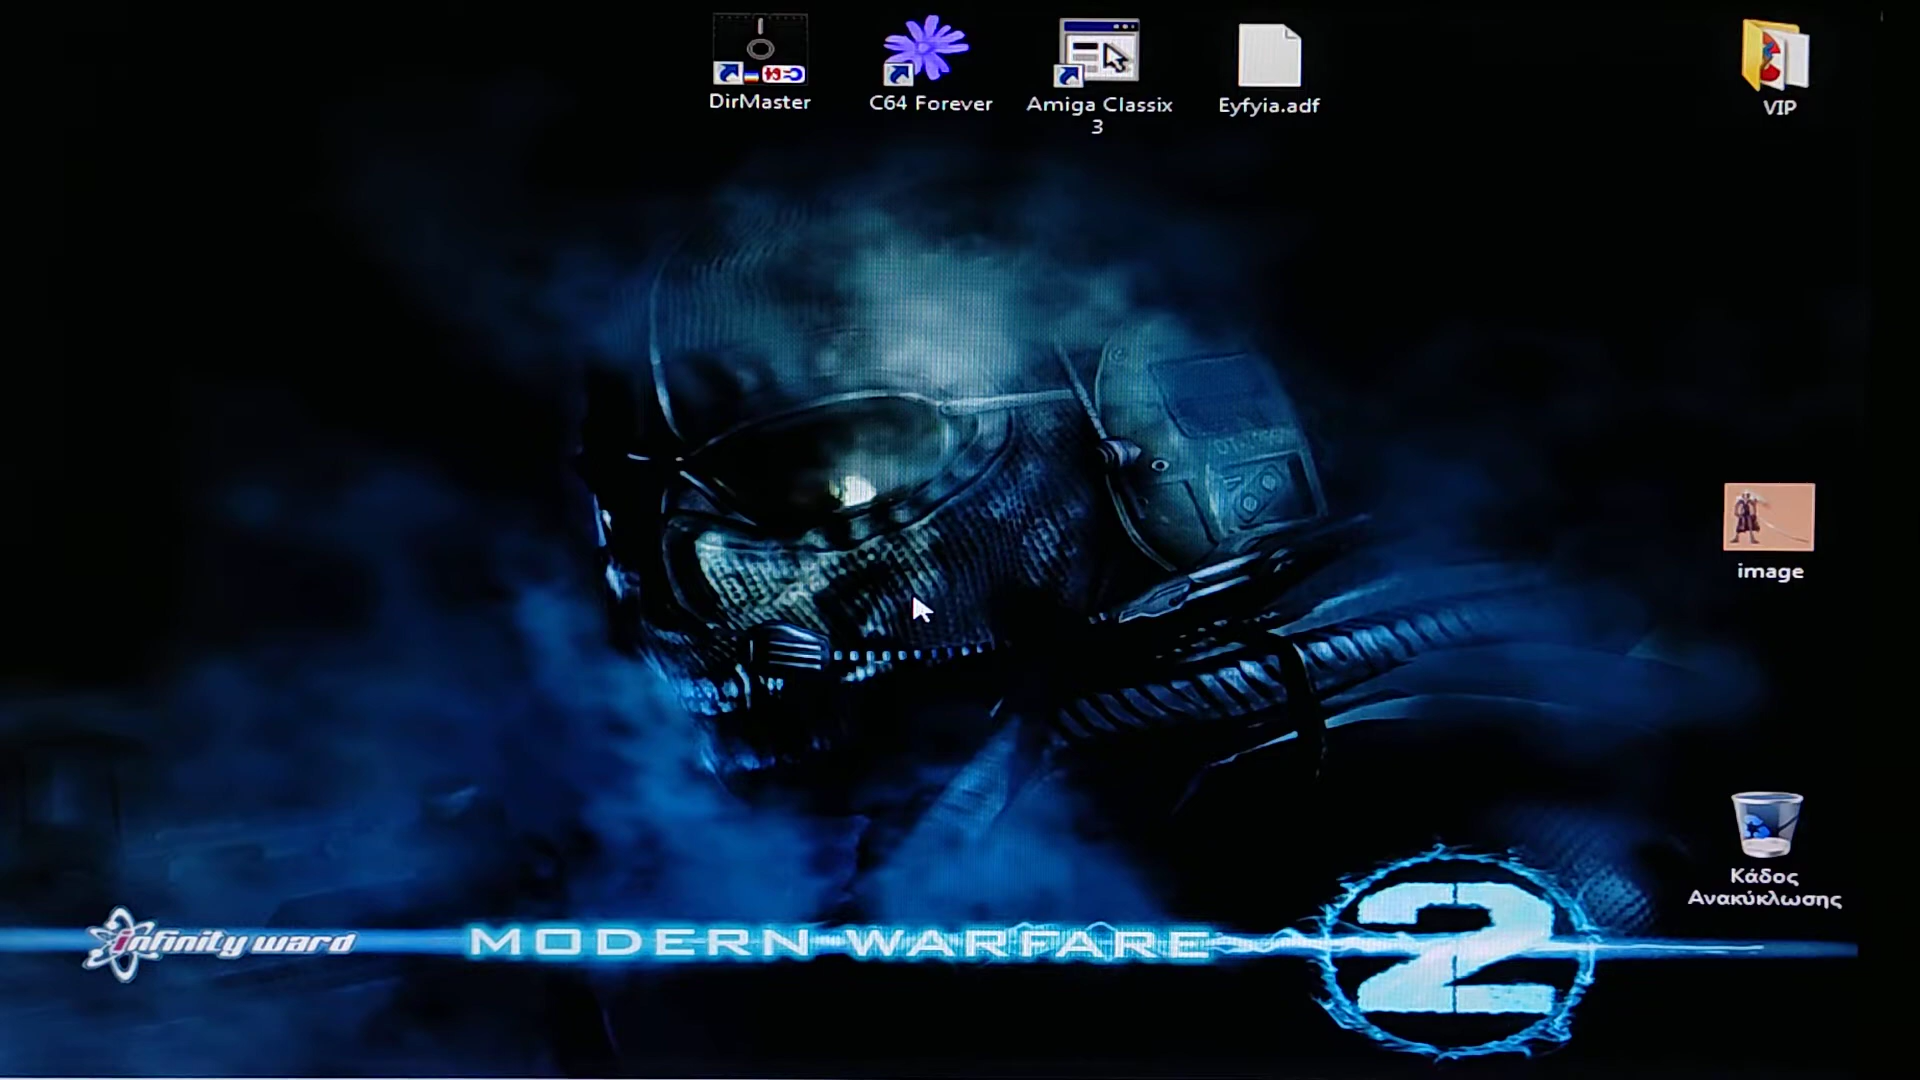 DirMaster
C64 Forever
Amiga Classix
3
Eyfyia.adf
VIP
image
Κάδος
Ανακύκλωσης
infinity ward
MODERN WARFARE
2